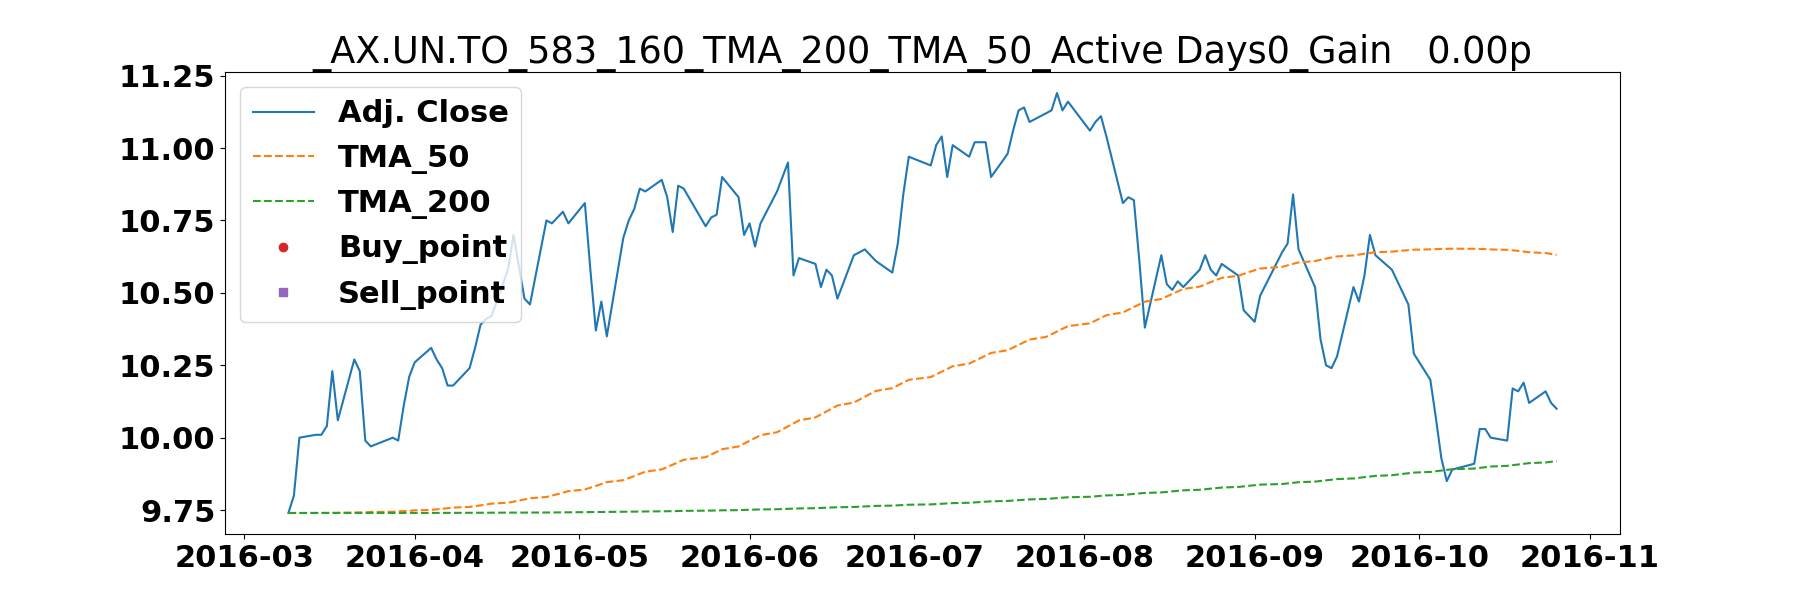 _AX.UN.TO_583_160_TMA_200_TMA_50_Active Days0_Gain   0.00p
11.25
11.00
10.75
10.50
10.25
10.00
9.75
Adj. Close
TMA_50
TMA_200
Buy_point
Sell_point
2016-03 2016-04 2016-05 2016-06 2016-07 2016-08 2016-09 2016-10 2016-11